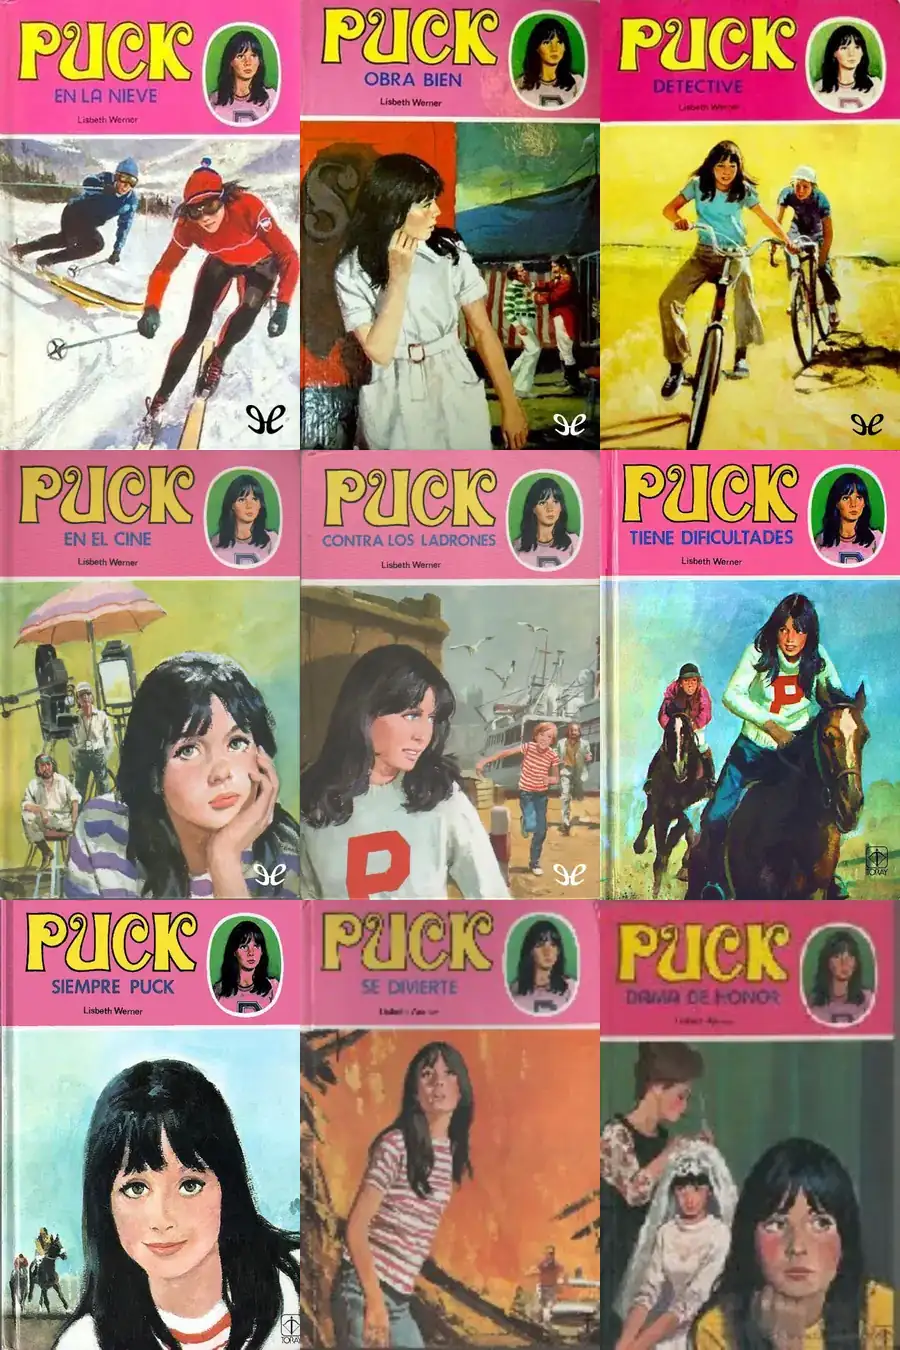 PUCK
EN LA NIEVE
Lisbeth Werner
PUCK
OBRA BIEN
Lisbeth Werner
PUCK
DETECTIVE
Lisbeth Werner
PUCK
EN EL CINE
Lisbeth Werner
PUCK
CONTRA LOS LADRONES
Lisbeth Werner
P
PUCK
TIENE DIFICULTADES
Lisbeth Werner
P
TORAY
PUCK
SIEMPRE PUCK
Lisbeth Werner
TORAY
PUCK
SE DIVIERTE
PUCK
DAMA DE HONOR